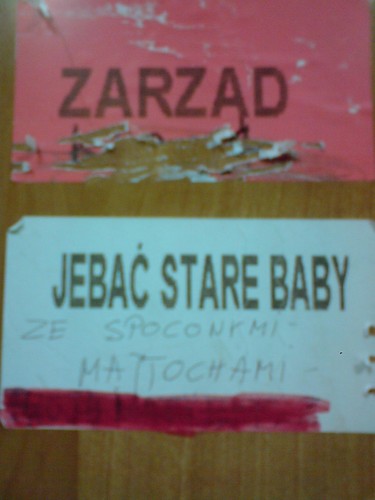 ZARZĄD
JEBAĆ STARE BABY
ZE SPOCONYMI
MAJTOCHAMI